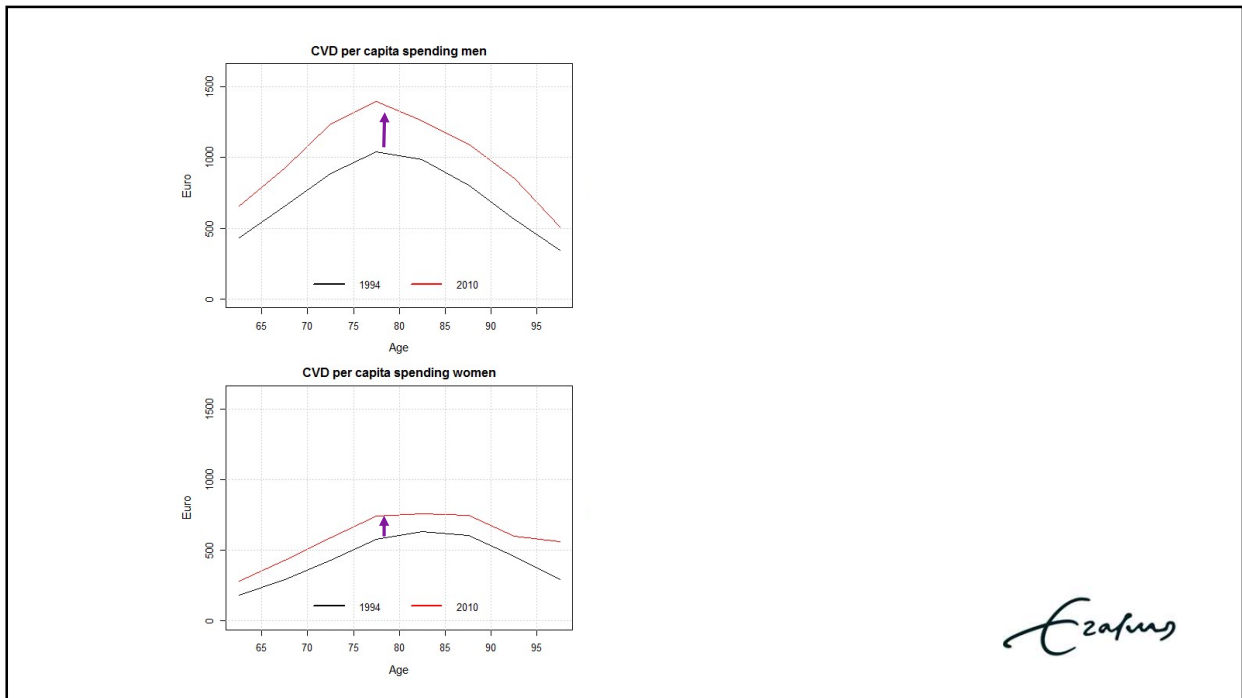 CVD per capita spending men
1500
1000
500
0
Euro
1994 2010
65 70 75 80 85 90 95
Age
CVD per capita spending women
1500
1000
500
0
Euro
1994 2010
65 70 75 80 85 90 95
Age
Erasmus